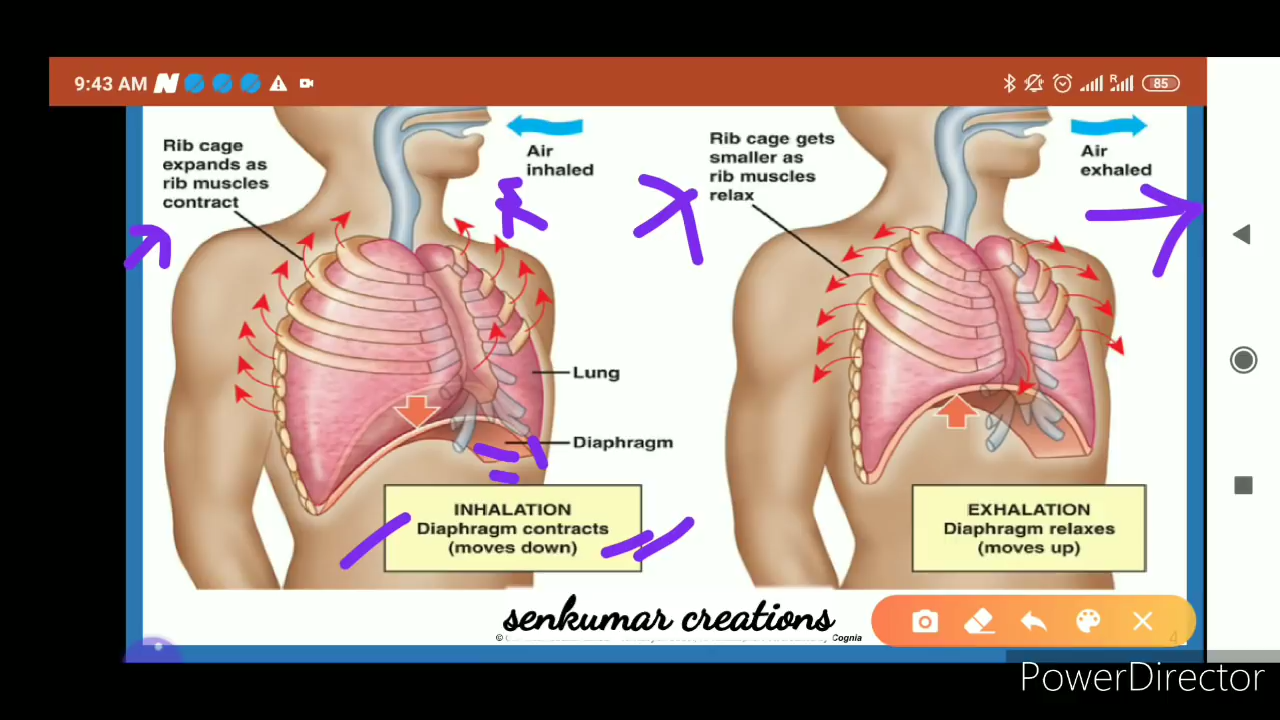 9:43 AM
R
85
Rib cage
expands as
rib muscles
contract
Air
inhaled
Rib cage gets
smaller as
rib muscles
relax
Air
exhaled
Lung
Diaphragm
INHALATION
Diaphragm contracts
(moves down)
EXHALATION
Diaphragm relaxes
(moves up)
senkumar creations
Cognia
4
PowerDirector